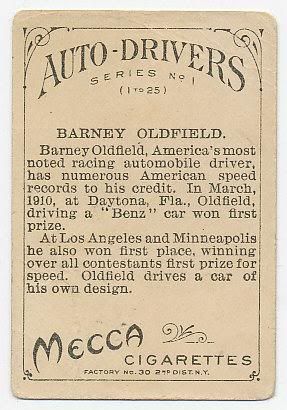 AUTO-DRIVERS
SERIES No 1
(1 TO 25)
BARNEY OLDFIELD.
Barney Oldfield, America's most
noted racing automobile driver,
has numerous American speed
records to his credit. In March,
1910, at Daytona, Fla., Oldfield,
driving a "Benz" car won first
prize.
At Los Angeles and Minneapolis
he also won first place, winning
over all contestants first prize for
speed. Oldfield drives a car of
his own design.
MECCA
CIGARETTES
FACTORY No. 30 2ND DIST. N.Y.